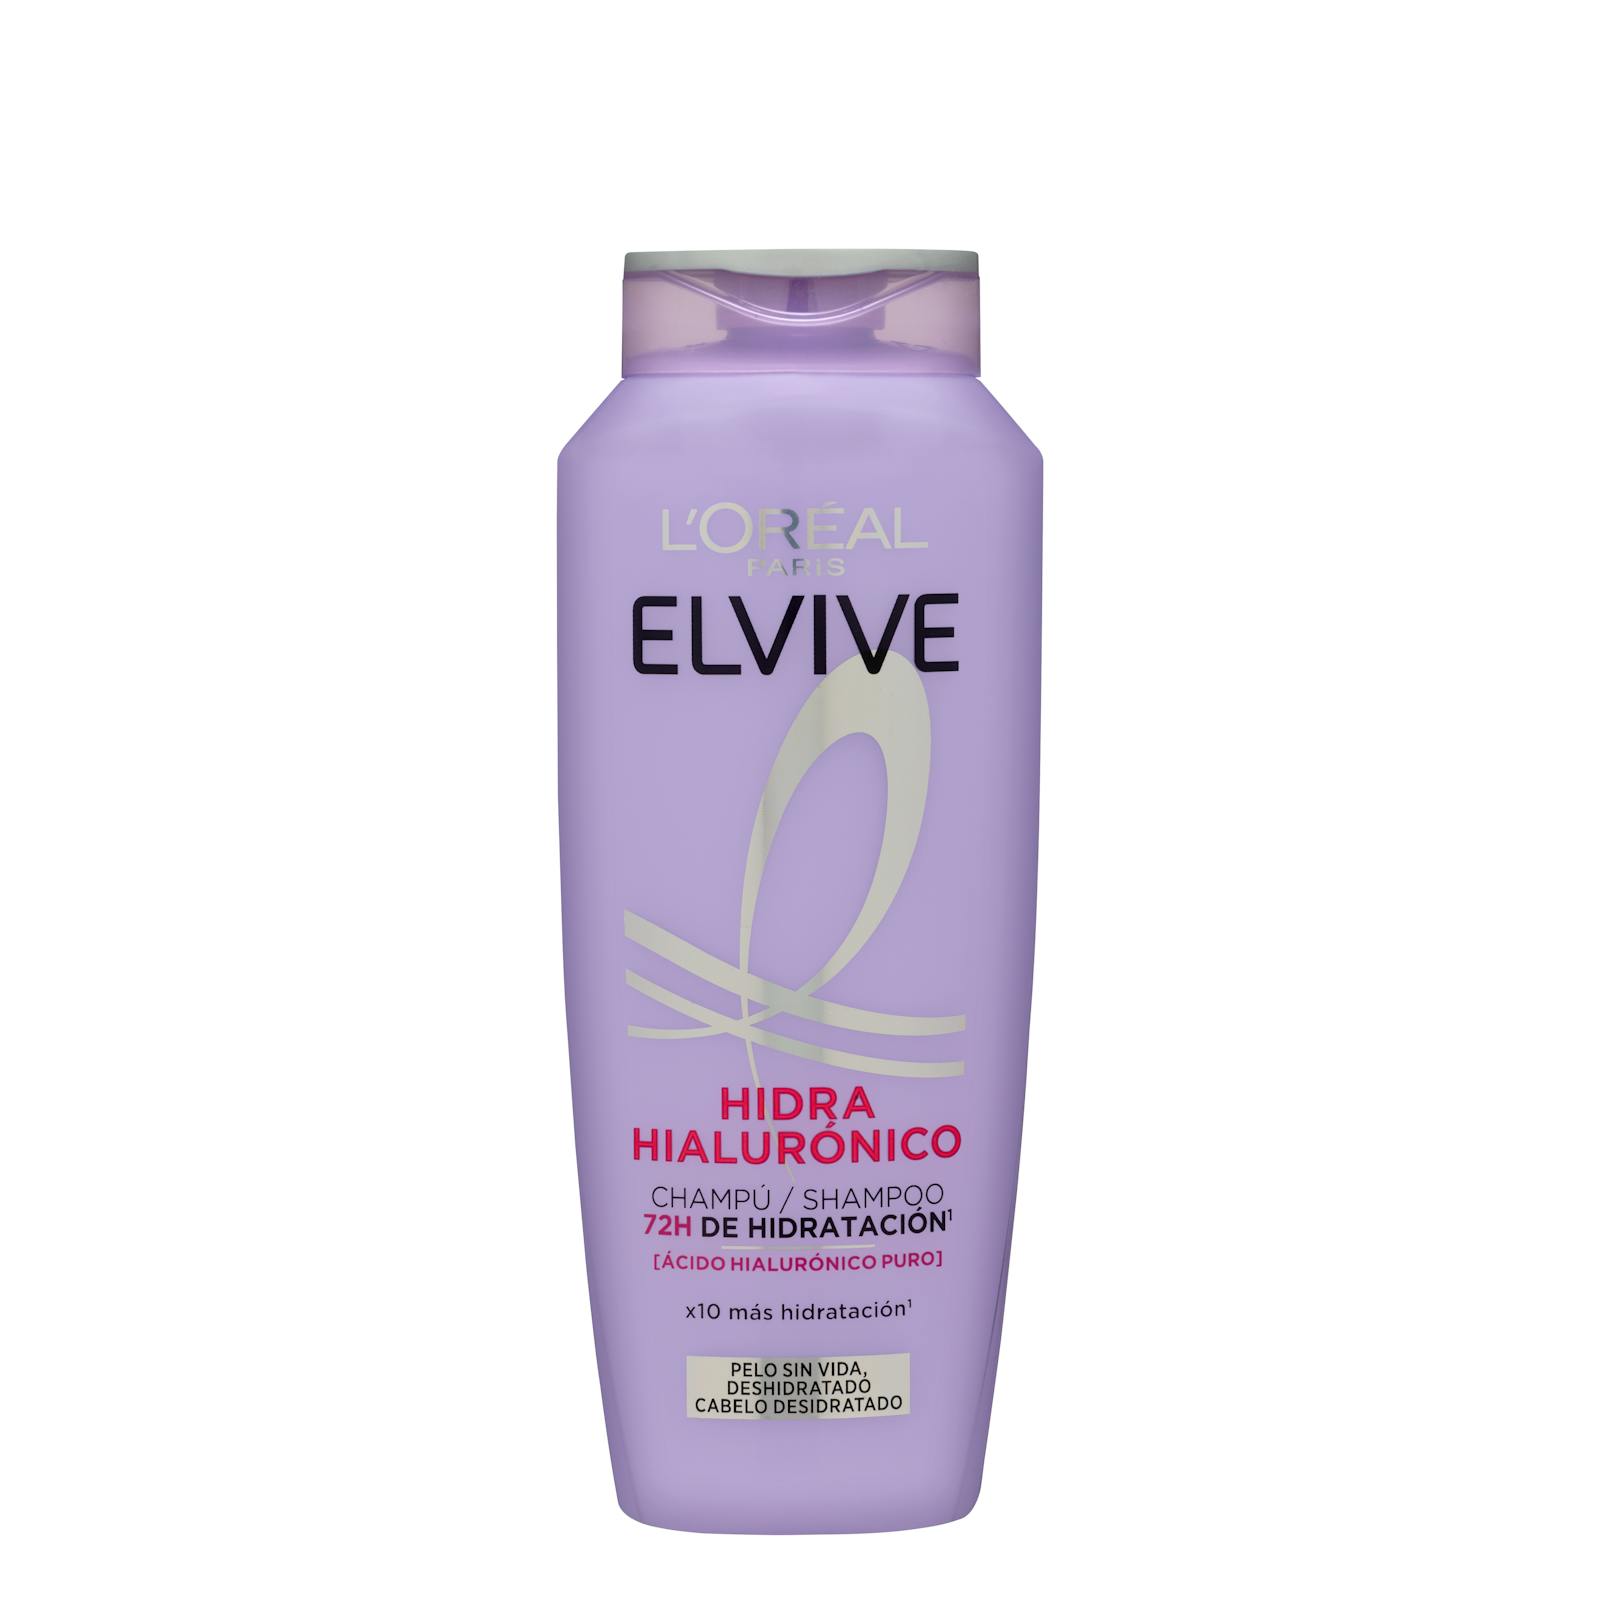 L'ORÉAL
PARIS
ELVIVE
HIDRA
HIALURÓNICO
CHAMPÚ / SHAMPOO
72H DE HIDRATACIÓN¹
[ÁCIDO HIALURÓNICO PURO]
x10 más hidratación¹
PELO SIN VIDA,
DESHIDRATADO
CABELO DESIDRATADO